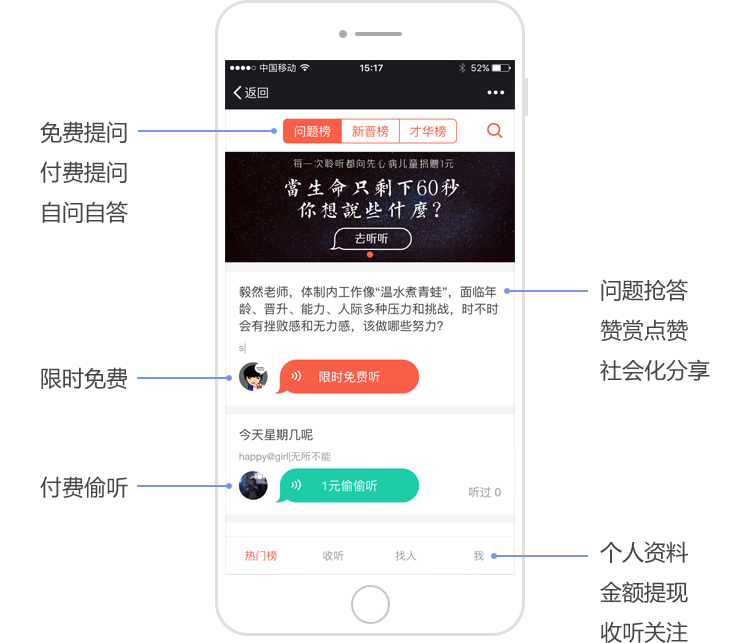 中国移动 15:17 52%
返回
免费提问
付费提问
自问自答
问题榜 新晋榜 才华榜
每一次聆听都向先心病儿童捐赠1元
當生命只剩下60秒
你想說些什麼？
去听听
毅然老师，体制内工作像“温水煮青蛙”，面临年
龄、晋升、能力、人际多种压力和挑战，时不时
会有挫败感和无力感，该做哪些努力？
s|
问题抢答
赞赏点赞
社会化分享
限时免费
限时免费听
今天星期几呢
happy@girl|无所不能
付费偷听
1元偷偷听
听过 0
热门榜 收听 找人 我
个人资料
金额提现
收听关注